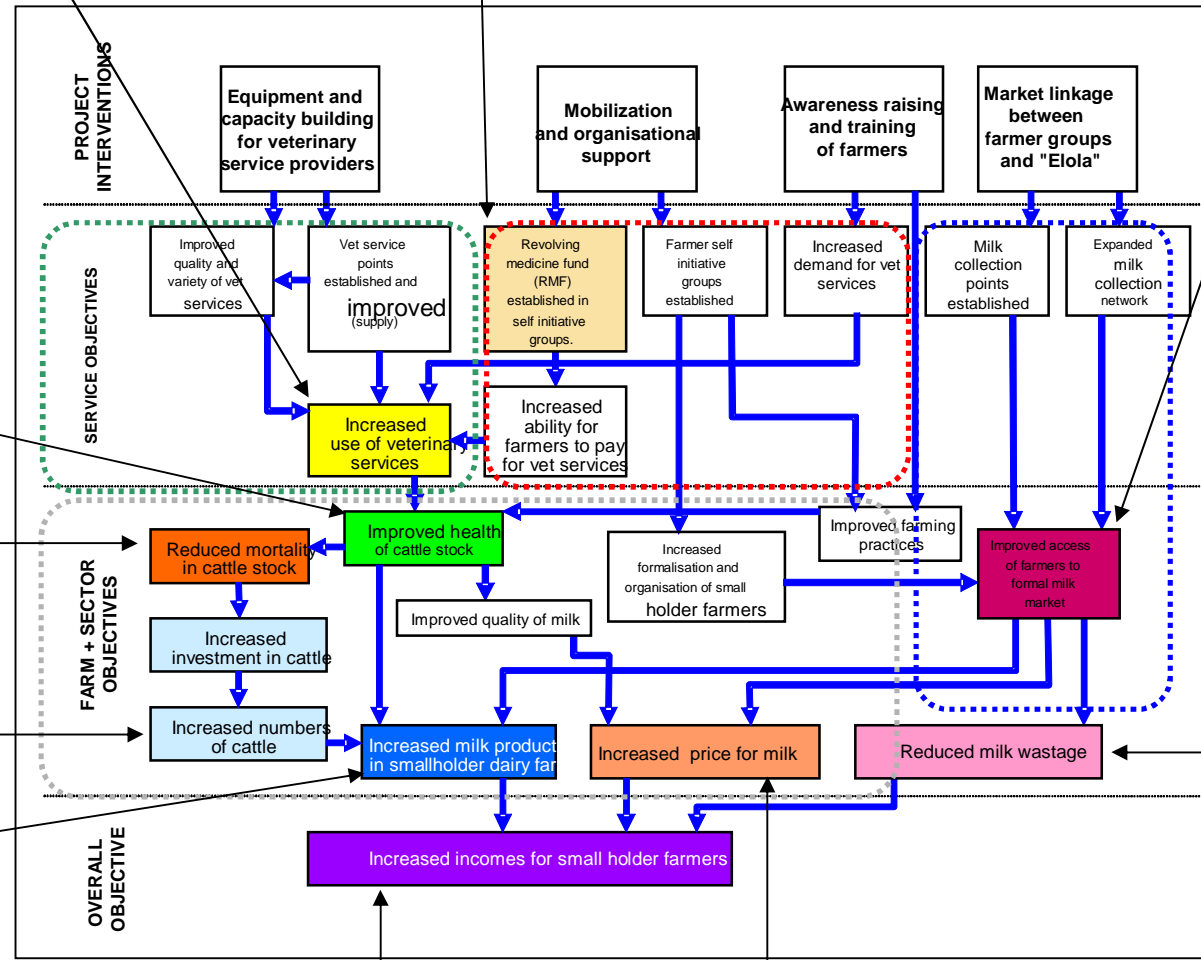 PROJECT
INTERVENTIONS
Equipment and
capacity building
for veterinary
service providers
Mobilization
and organisational
support
Awareness raising
and training
of farmers
Market linkage
between
farmer groups
and "Elola"
SERVICE OBJECTIVES
Improved
quality and
variety of vet
services
Vet service
points
established and
improved
(supply)
Revolving
medicine fund
(RMF)
established in
self initiative
groups.
Farmer self
initiative
groups
established
Increased
demand for vet
services
Milk
collection
points
established
Expanded
milk
collection
network
Increased
use of veterinary
services
Increased
ability for
farmers to pay
for vet services
FARM + SECTOR
OBJECTIVES
Improved health
of cattle stock
Reduced mortality
in cattle stock
Increased
investment in cattle
Increased numbers
of cattle
Improved quality of milk
Increased
formalisation and
organisation of small
holder farmers
Improved farming
practices
Improved access
of farmers to
formal milk
market
Increased milk product
in smallholder dairy far
Increased price for milk
Reduced milk wastage
OVERALL
OBJECTIVE
Increased incomes for small holder farmers